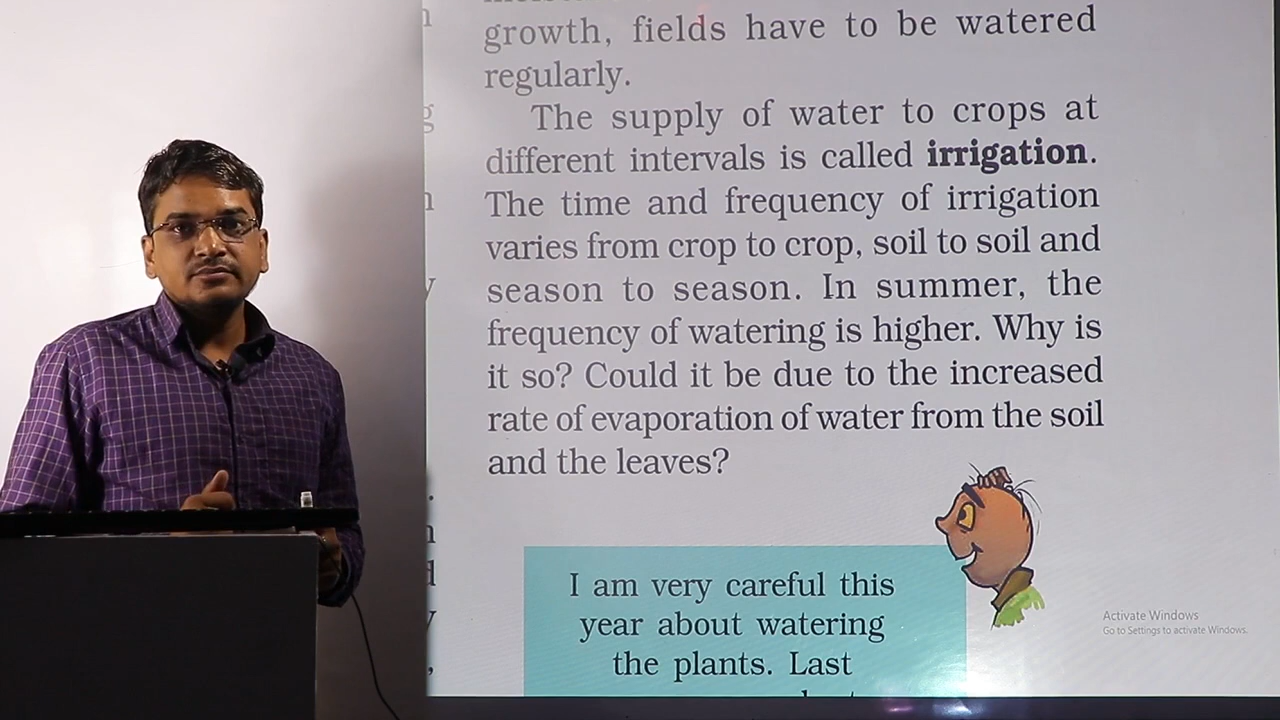 growth, fields have to be watered
regularly.
The supply of water to crops at
different intervals is called irrigation.
The time and frequency of irrigation
varies from crop to crop, soil to soil and
season to season. In summer, the
frequency of watering is higher. Why is
it so? Could it be due to the increased
rate of evaporation of water from the soil
and the leaves?
I am very careful this
year about watering
the plants. Last
Activate Windows
Go to Settings to activate Windows.